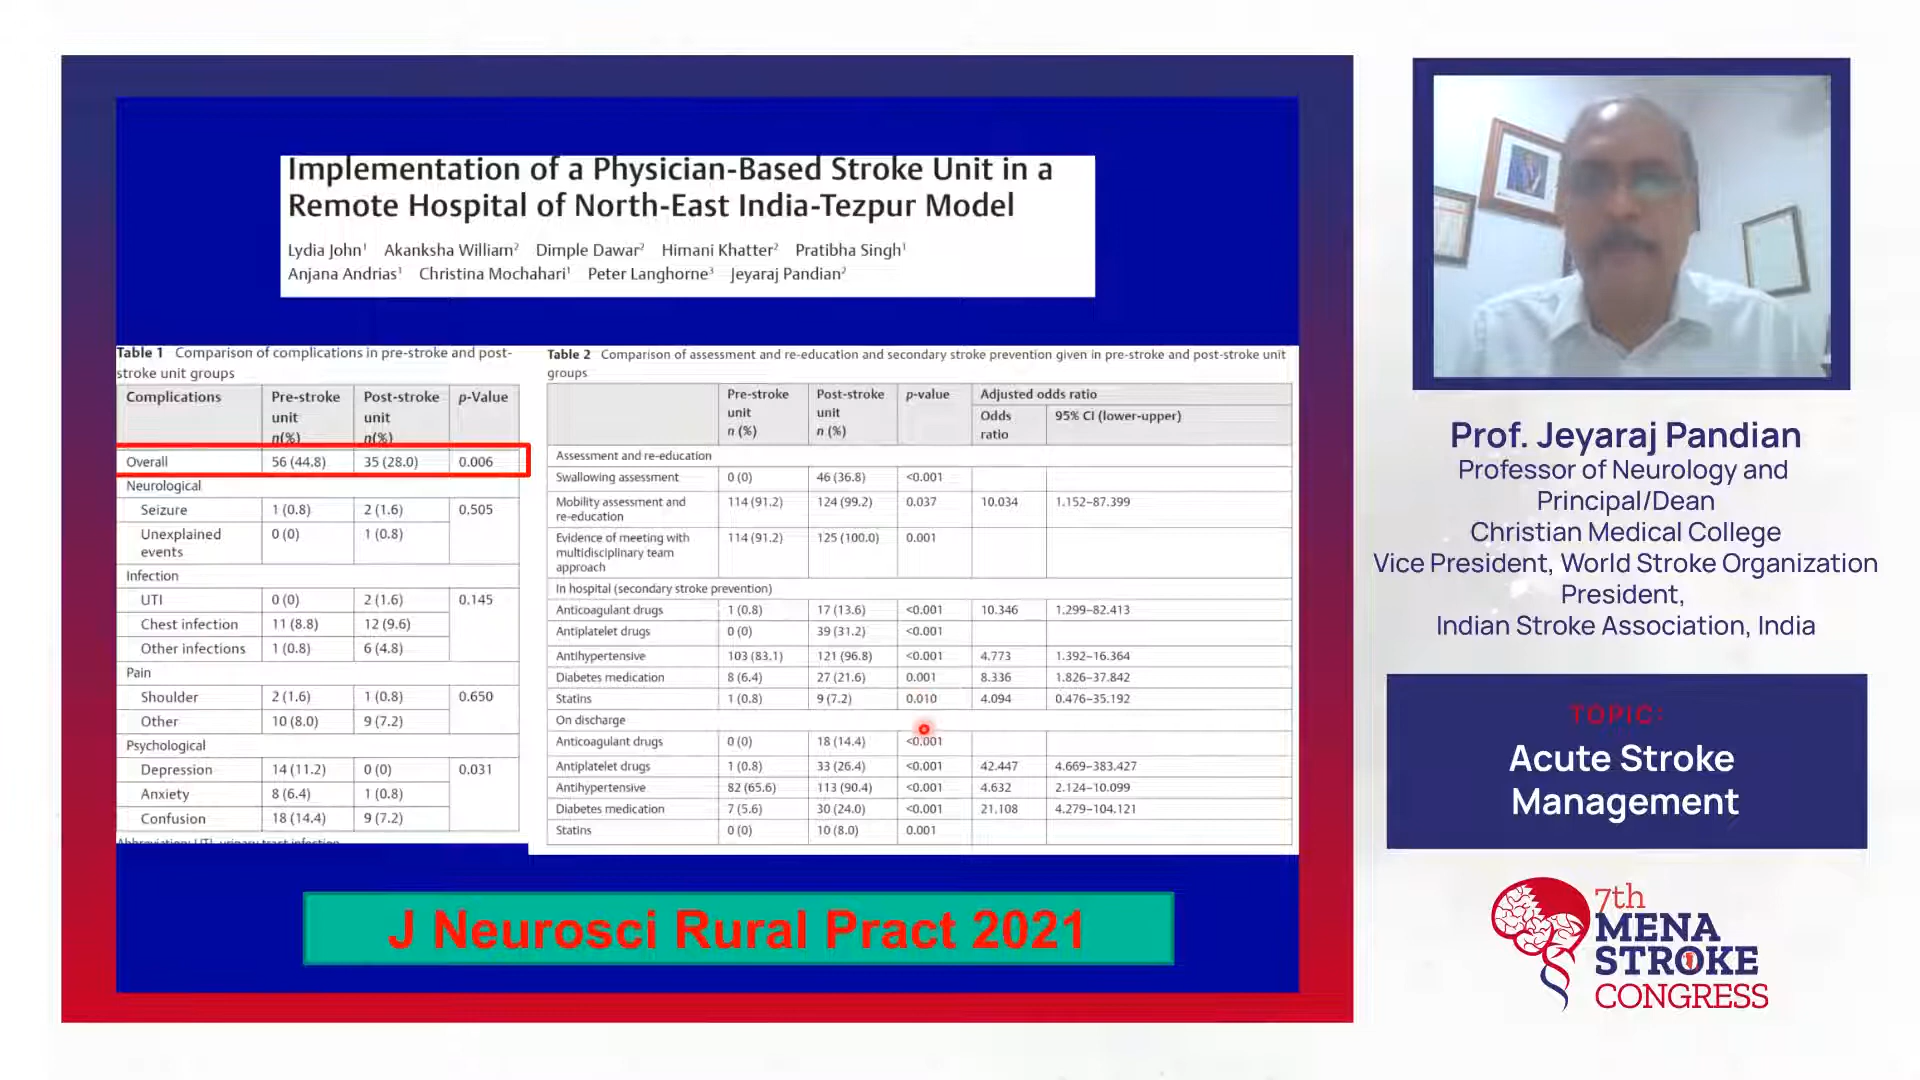 Implementation of a Physician-Based Stroke Unit in a
Remote Hospital of North-East India-Tezpur Model
Lydia John¹ Akanksha William² Dimple Dawar² Himani Khatter² Pratibha Singh¹
Anjana Andrias¹ Christina Mochahari¹ Peter Langhorne³ Jeyaraj Pandian²
Table 1 Comparison of complications in pre-stroke and post-
stroke unit groups
Complications Pre-stroke unit n(%) Post-stroke unit n(%) p-Value
Overall 56 (44.8) 35 (28.0) 0.006
Neurological
Seizure 1 (0.8) 2 (1.6) 0.505
Unexplained events 0 (0) 1 (0.8)
Infection
UTI 0 (0) 2 (1.6) 0.145
Chest infection 11 (8.8) 12 (9.6)
Other infections 1 (0.8) 6 (4.8)
Pain
Shoulder 2 (1.6) 1 (0.8) 0.650
Other 10 (8.0) 9 (7.2)
Psychological
Depression 14 (11.2) 0 (0) 0.031
Anxiety 8 (6.4) 1 (0.8)
Confusion 18 (14.4) 9 (7.2)
Abbreviation: UTI, urinary tract infection
Table 2 Comparison of assessment and re-education and secondary stroke prevention given in pre-stroke and post-stroke unit
groups
Pre-stroke unit n (%) Post-stroke unit n (%) p-value Adjusted odds ratio
Odds ratio 95% CI (lower-upper)
Assessment and re-education
Swallowing assessment 0 (0) 46 (36.8) <0.001
Mobility assessment and re-education 114 (91.2) 124 (99.2) 0.037 10.034 1.152–87.399
Evidence of meeting with multidisciplinary team approach 114 (91.2) 125 (100.0) 0.001
In hospital (secondary stroke prevention)
Anticoagulant drugs 1 (0.8) 17 (13.6) <0.001 10.346 1.299–82.413
Antiplatelet drugs 0 (0) 39 (31.2) <0.001
Antihypertensive 103 (83.1) 121 (96.8) <0.001 4.773 1.392–16.364
Diabetes medication 8 (6.4) 27 (21.6) 0.001 8.336 1.826–37.842
Statins 1 (0.8) 9 (7.2) 0.010 4.094 0.476–35.192
On discharge
Anticoagulant drugs 0 (0) 18 (14.4) <0.001
Antiplatelet drugs 1 (0.8) 33 (26.4) <0.001 42.447 4.669–383.427
Antihypertensive 82 (65.6) 113 (90.4) <0.001 4.632 2.124–10.099
Diabetes medication 7 (5.6) 30 (24.0) <0.001 21,108 4.279–104.121
Statins 0 (0) 10 (8.0) 0.001
J Neurosci Rural Pract 2021
Prof. Jeyaraj Pandian
Professor of Neurology and
Principal/Dean
Christian Medical College
Vice President, World Stroke Organization
President,
Indian Stroke Association, India
TOPIC:
Acute Stroke
Management
7th
MENA
STROKE
CONGRESS